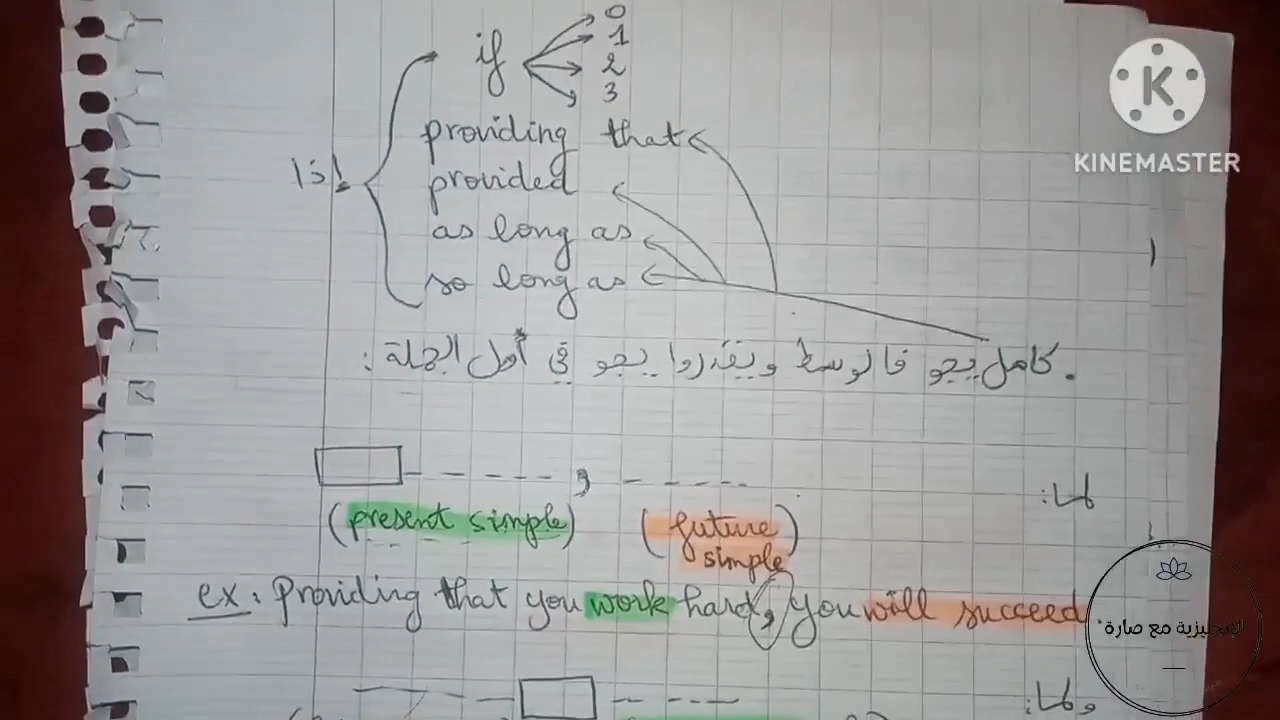 if
0
1
2
3
إذا
providing that
provided
as long as
so long as
KINEMASTER
كامل يجو فالوسط ويقدروا يجو في أول الجملة:
لما:
(present simple) (future simple)
ex: Providing that you work hard, you will succeed
الإنجليزية مع صارة
ولما: